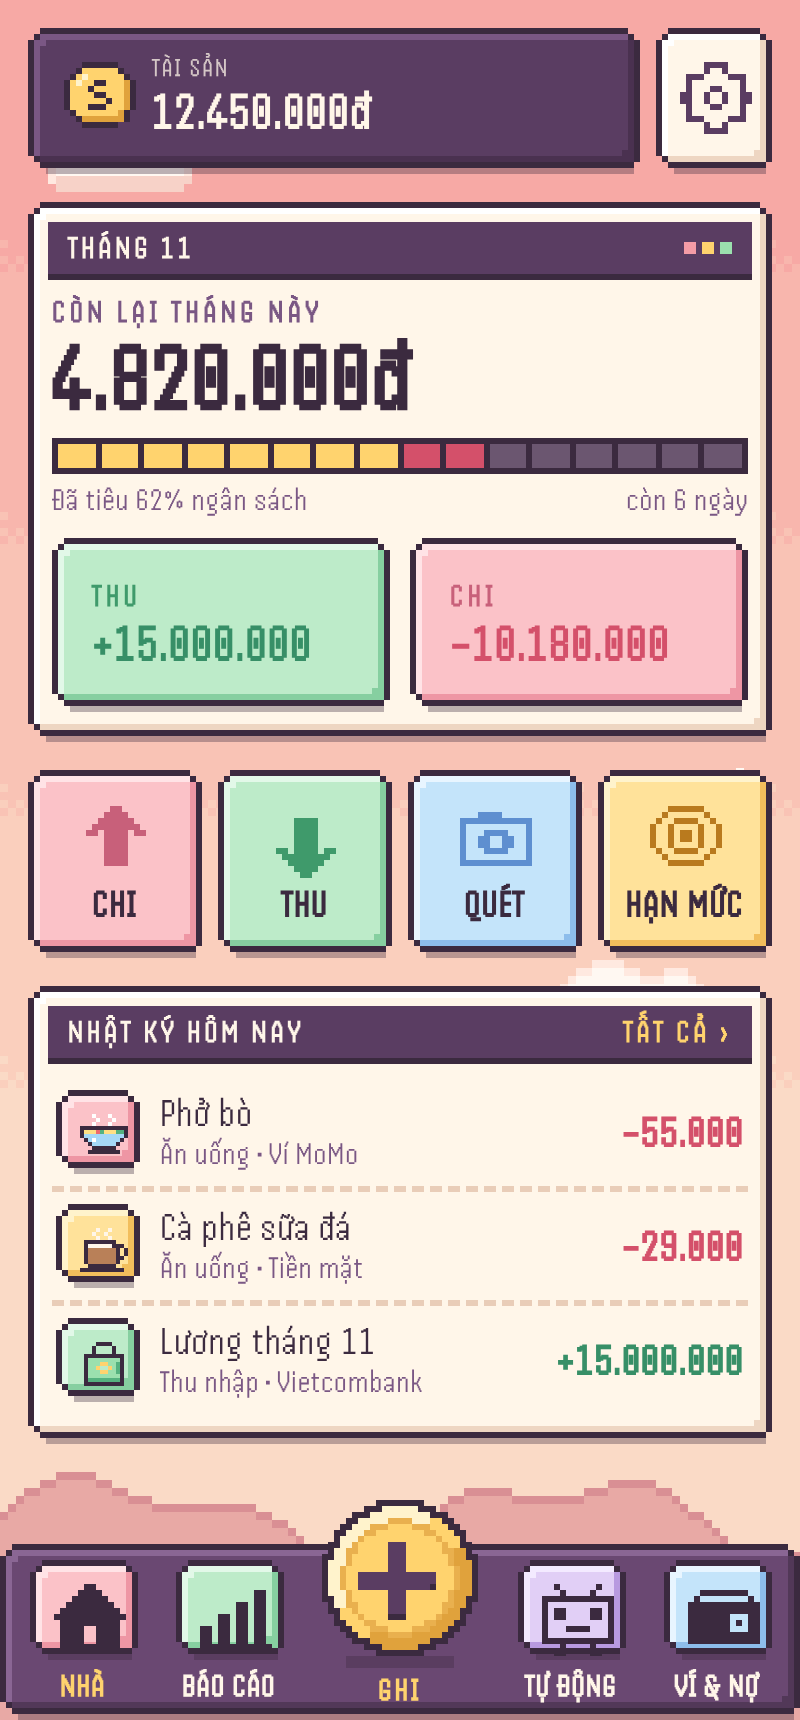 TÀI SẢN
12.450.000đ
THÁNG 11
CÒN LẠI THÁNG NÀY
4.820.000đ
Đã tiêu 62% ngân sách
còn 6 ngày
THU
+15.000.000
CHI
-10.180.000
CHI
THU
QUÉT
HẠN MỨC
NHẬT KÝ HÔM NAY
TẤT CẢ ›
Phở bò
Ăn uống · Ví MoMo
-55.000
Cà phê sữa đá
Ăn uống · Tiền mặt
-29.000
Lương tháng 11
Thu nhập · Vietcombank
+15.000.000
NHÀ
BÁO CÁO
GHI
TỰ ĐỘNG
VÍ & NỢ